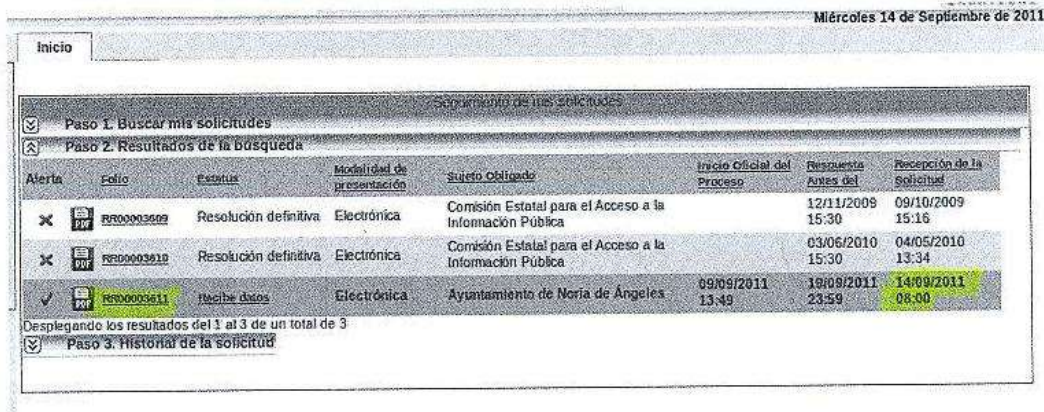 Miércoles 14 de Septiembre de 2011
Inicio
Seguimiento de mis solicitudes
Paso 1. Buscar mis solicitudes
Paso 2. Resultados de la búsqueda
Alerta Folio Estatus Modalidad de presentación Sujeto Obligado Inicio Oficial del Proceso Respuesta Antes del Recepción de la Solicitud
PDF RR00003609 Resolución definitiva Electrónica Comisión Estatal para el Acceso a la Información Pública 12/11/2009 15:30 09/10/2009 15:16
PDF RR00003610 Resolución definitiva Electrónica Comisión Estatal para el Acceso a la Información Pública 03/06/2010 15:30 04/05/2010 13:34
PDF RR00003611 Recibe datos Electrónica Ayuntamiento de Noria de Ángeles 09/09/2011 13:49 19/09/2011 23:59 14/09/2011 08:00
Desplegando los resultados del 1 al 3 de un total de 3
Paso 3. Historial de la solicitud